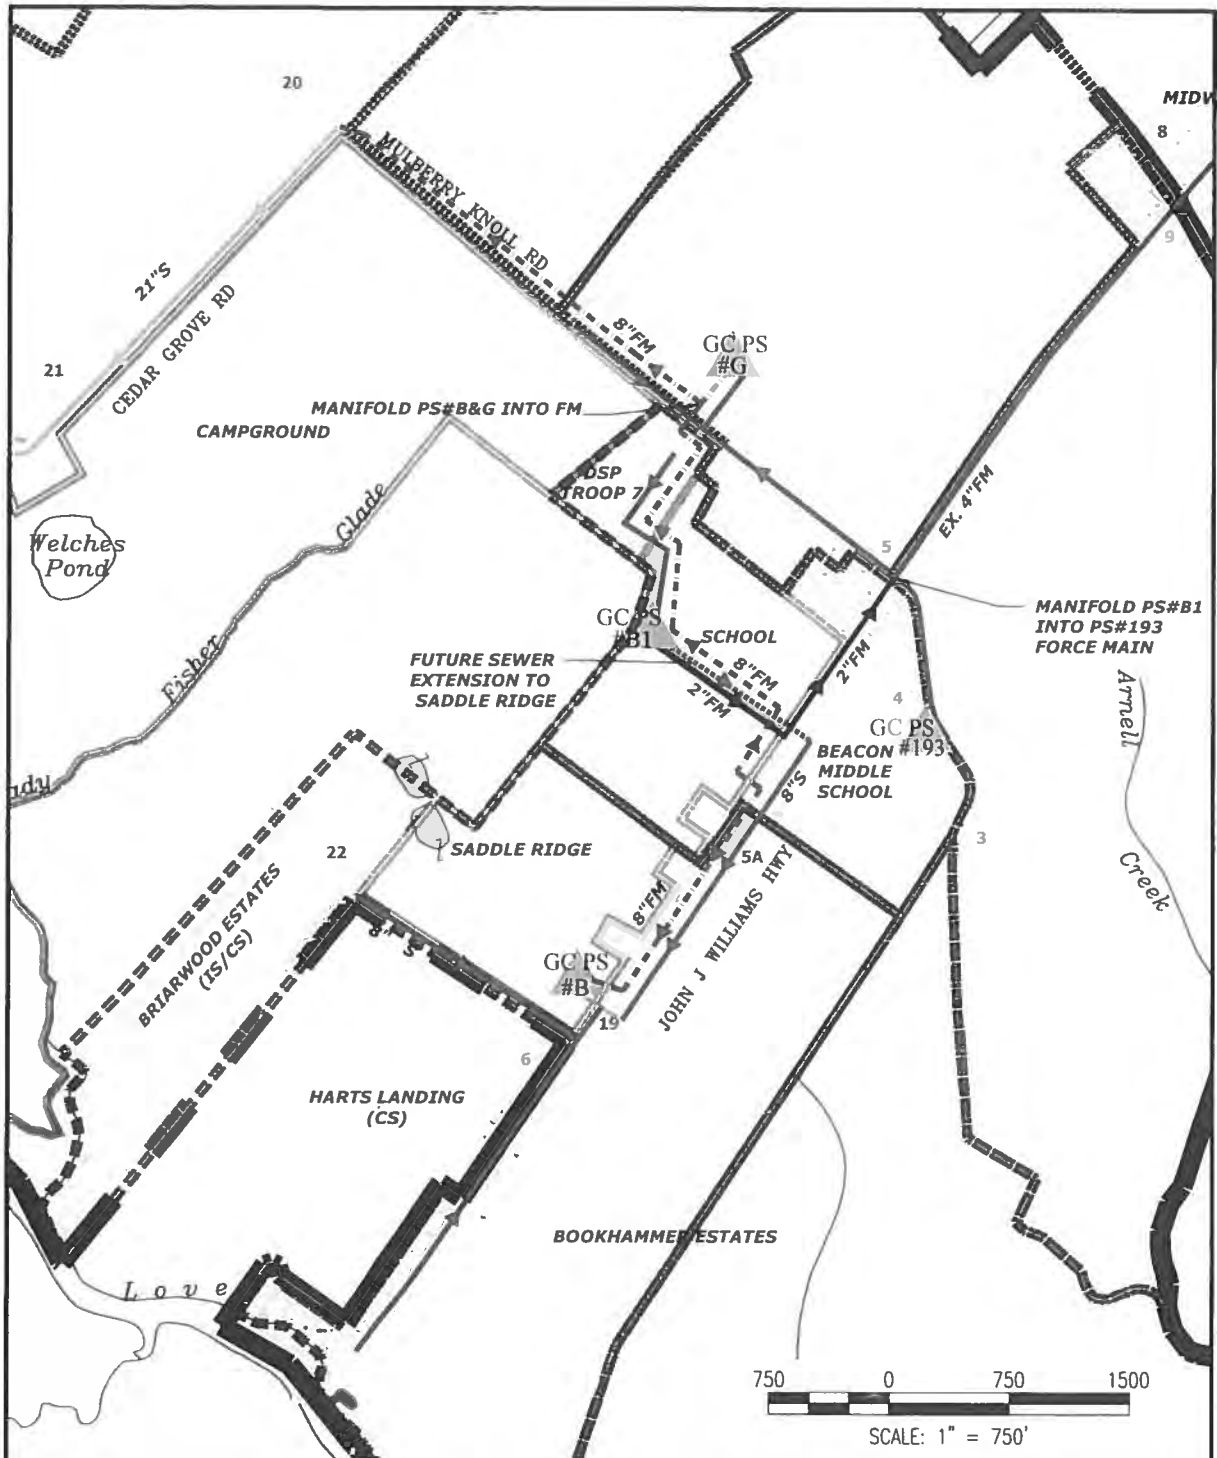 20
MIDW
8
MULBERRY KNOLL RD
9
21"S
CEDAR GROVE RD
21
8"FM
GC PS
#G
MANIFOLD PS#B&G INTO FM
CAMPGROUND
DSP
TROOP 7
EX. 4"FM
Glade
Welches
Pond
5
MANIFOLD PS#B1
INTO PS#193
FORCE MAIN
GC PS
#B1
SCHOOL
FUTURE SEWER
EXTENSION TO
SADDLE RIDGE
8"FM
2"FM
2"FM
Fisher
4
GC PS
#193
Arnell
BEACON
MIDDLE
SCHOOL
8"S
ady
22
SADDLE RIDGE
5A
3
Creek
BRIARWOOD ESTATES
(IS/CS)
8"FM
8" S
GC PS
#B
JOHN J WILLIAMS HWY
19
6
HARTS LANDING
(CS)
BOOKHAMMER ESTATES
Love
750 0 750 1500
SCALE: 1" = 750'